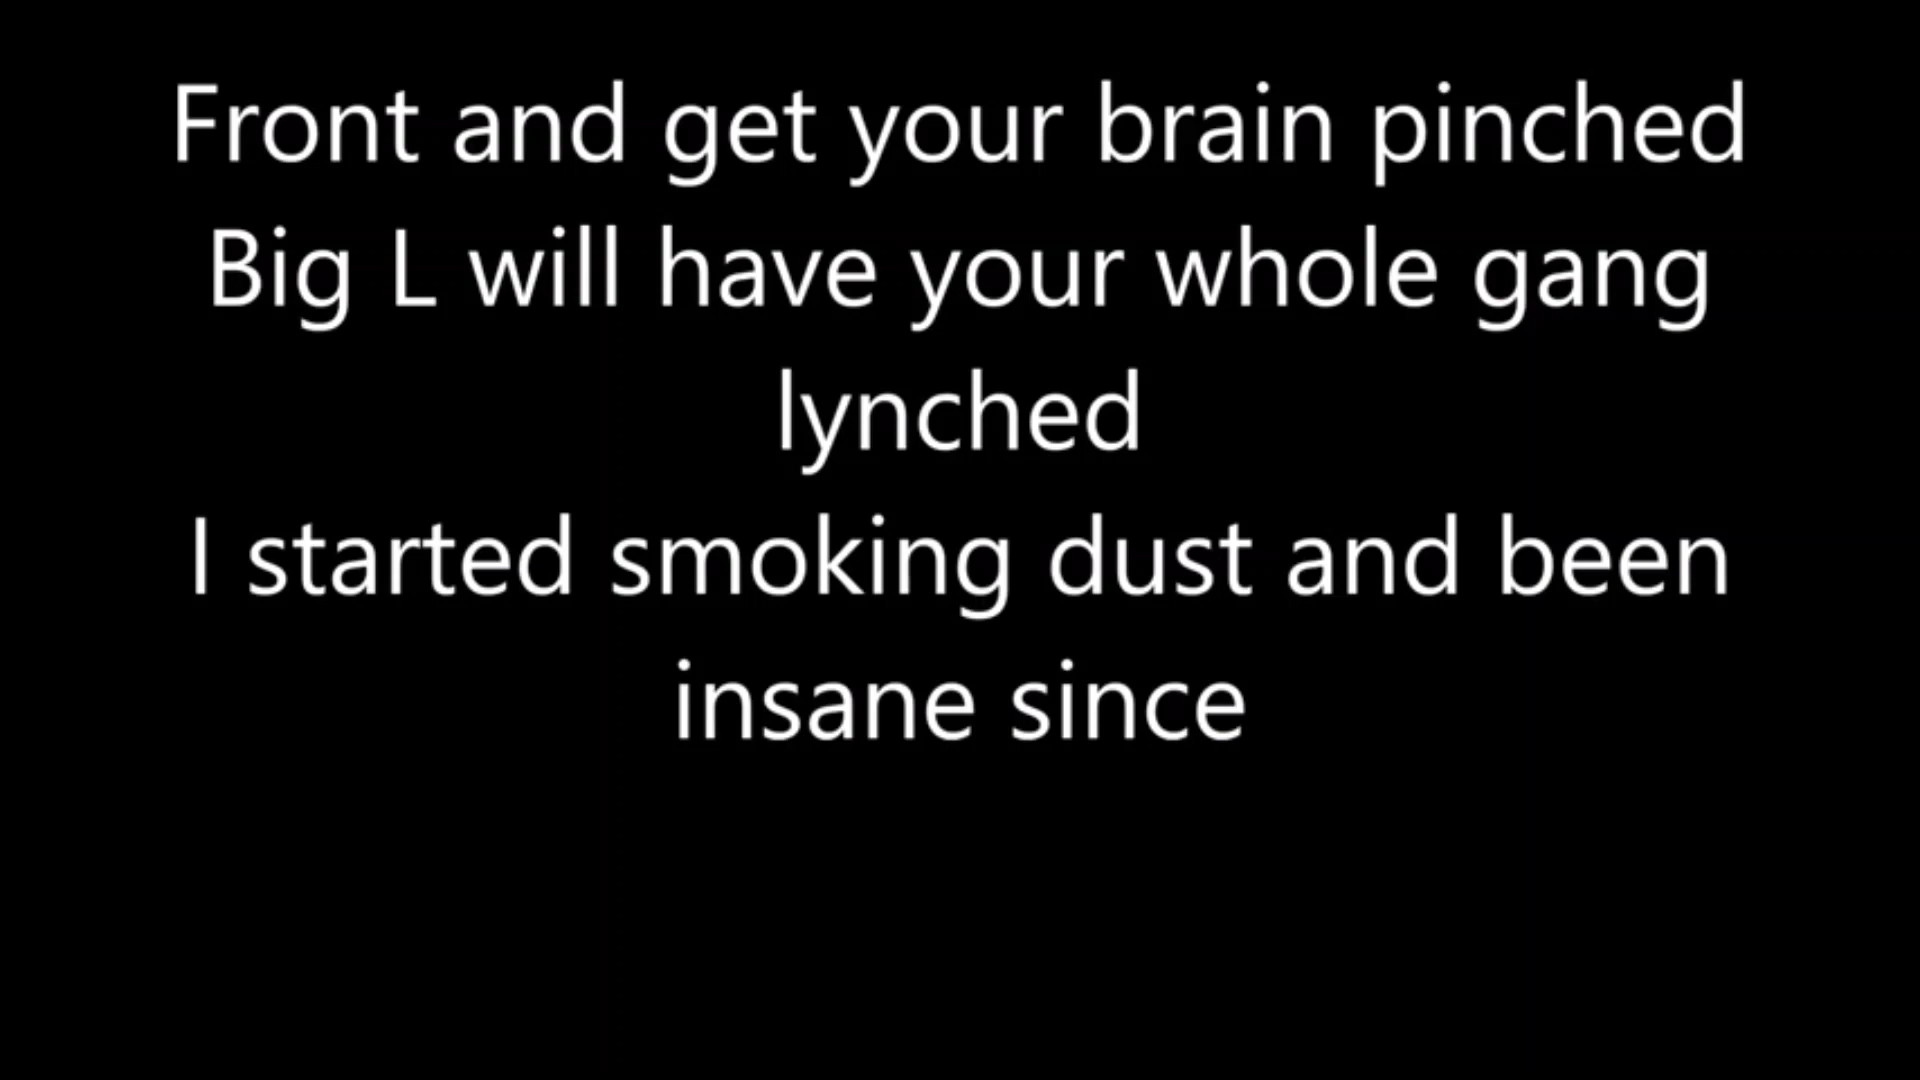 Front and get your brain pinched
Big L will have your whole gang
lynched
I started smoking dust and been
insane since